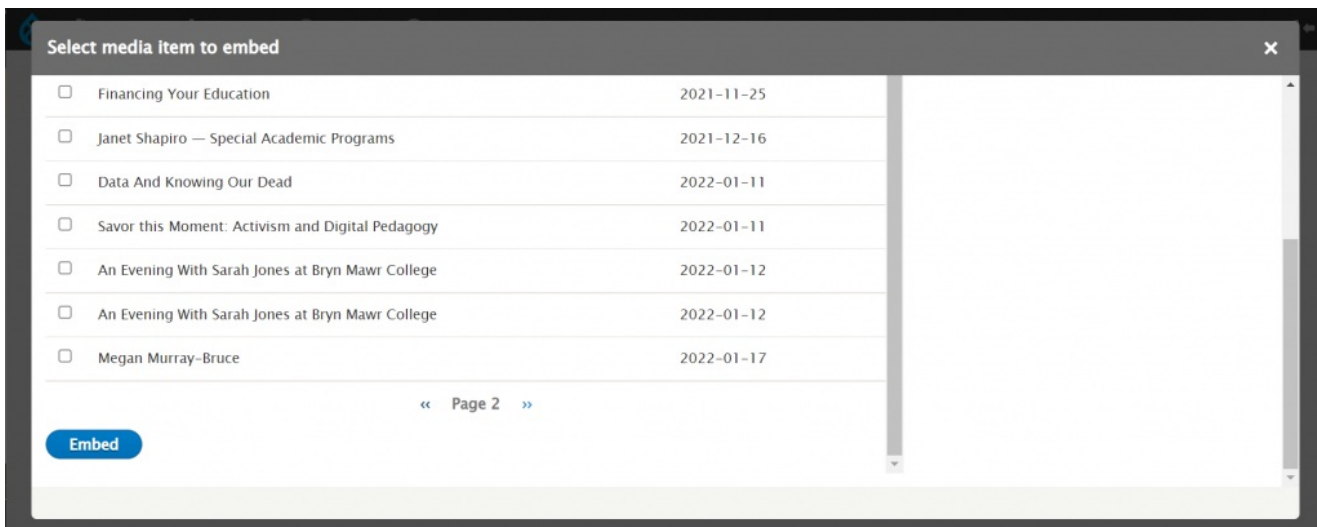 Select media item to embed ×
Financing Your Education 2021-11-25
Janet Shapiro — Special Academic Programs 2021-12-16
Data And Knowing Our Dead 2022-01-11
Savor this Moment: Activism and Digital Pedagogy 2022-01-11
An Evening With Sarah Jones at Bryn Mawr College 2022-01-12
An Evening With Sarah Jones at Bryn Mawr College 2022-01-12
Megan Murray-Bruce 2022-01-17
‹‹ Page 2 ››
Embed